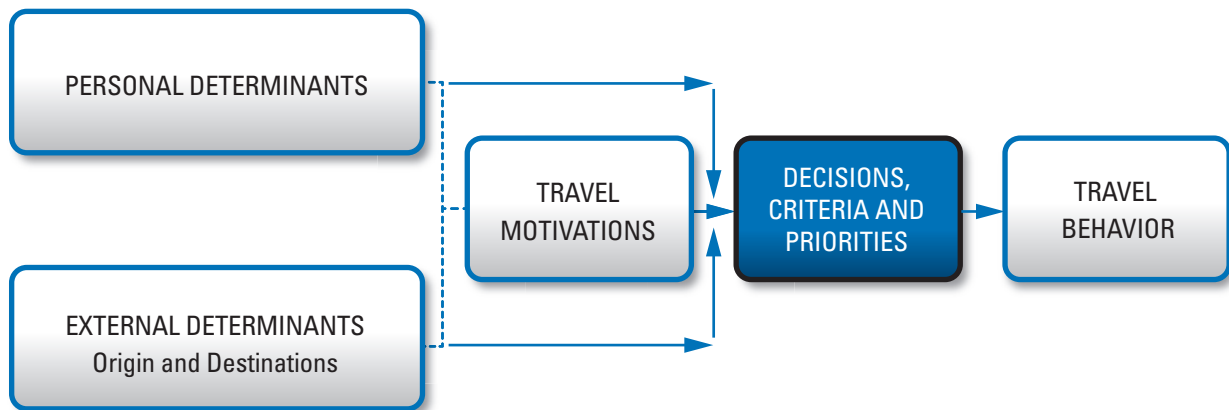 PERSONAL DETERMINANTS
EXTERNAL DETERMINANTS
Origin and Destinations
TRAVEL
MOTIVATIONS
DECISIONS,
CRITERIA AND
PRIORITIES
TRAVEL
BEHAVIOR